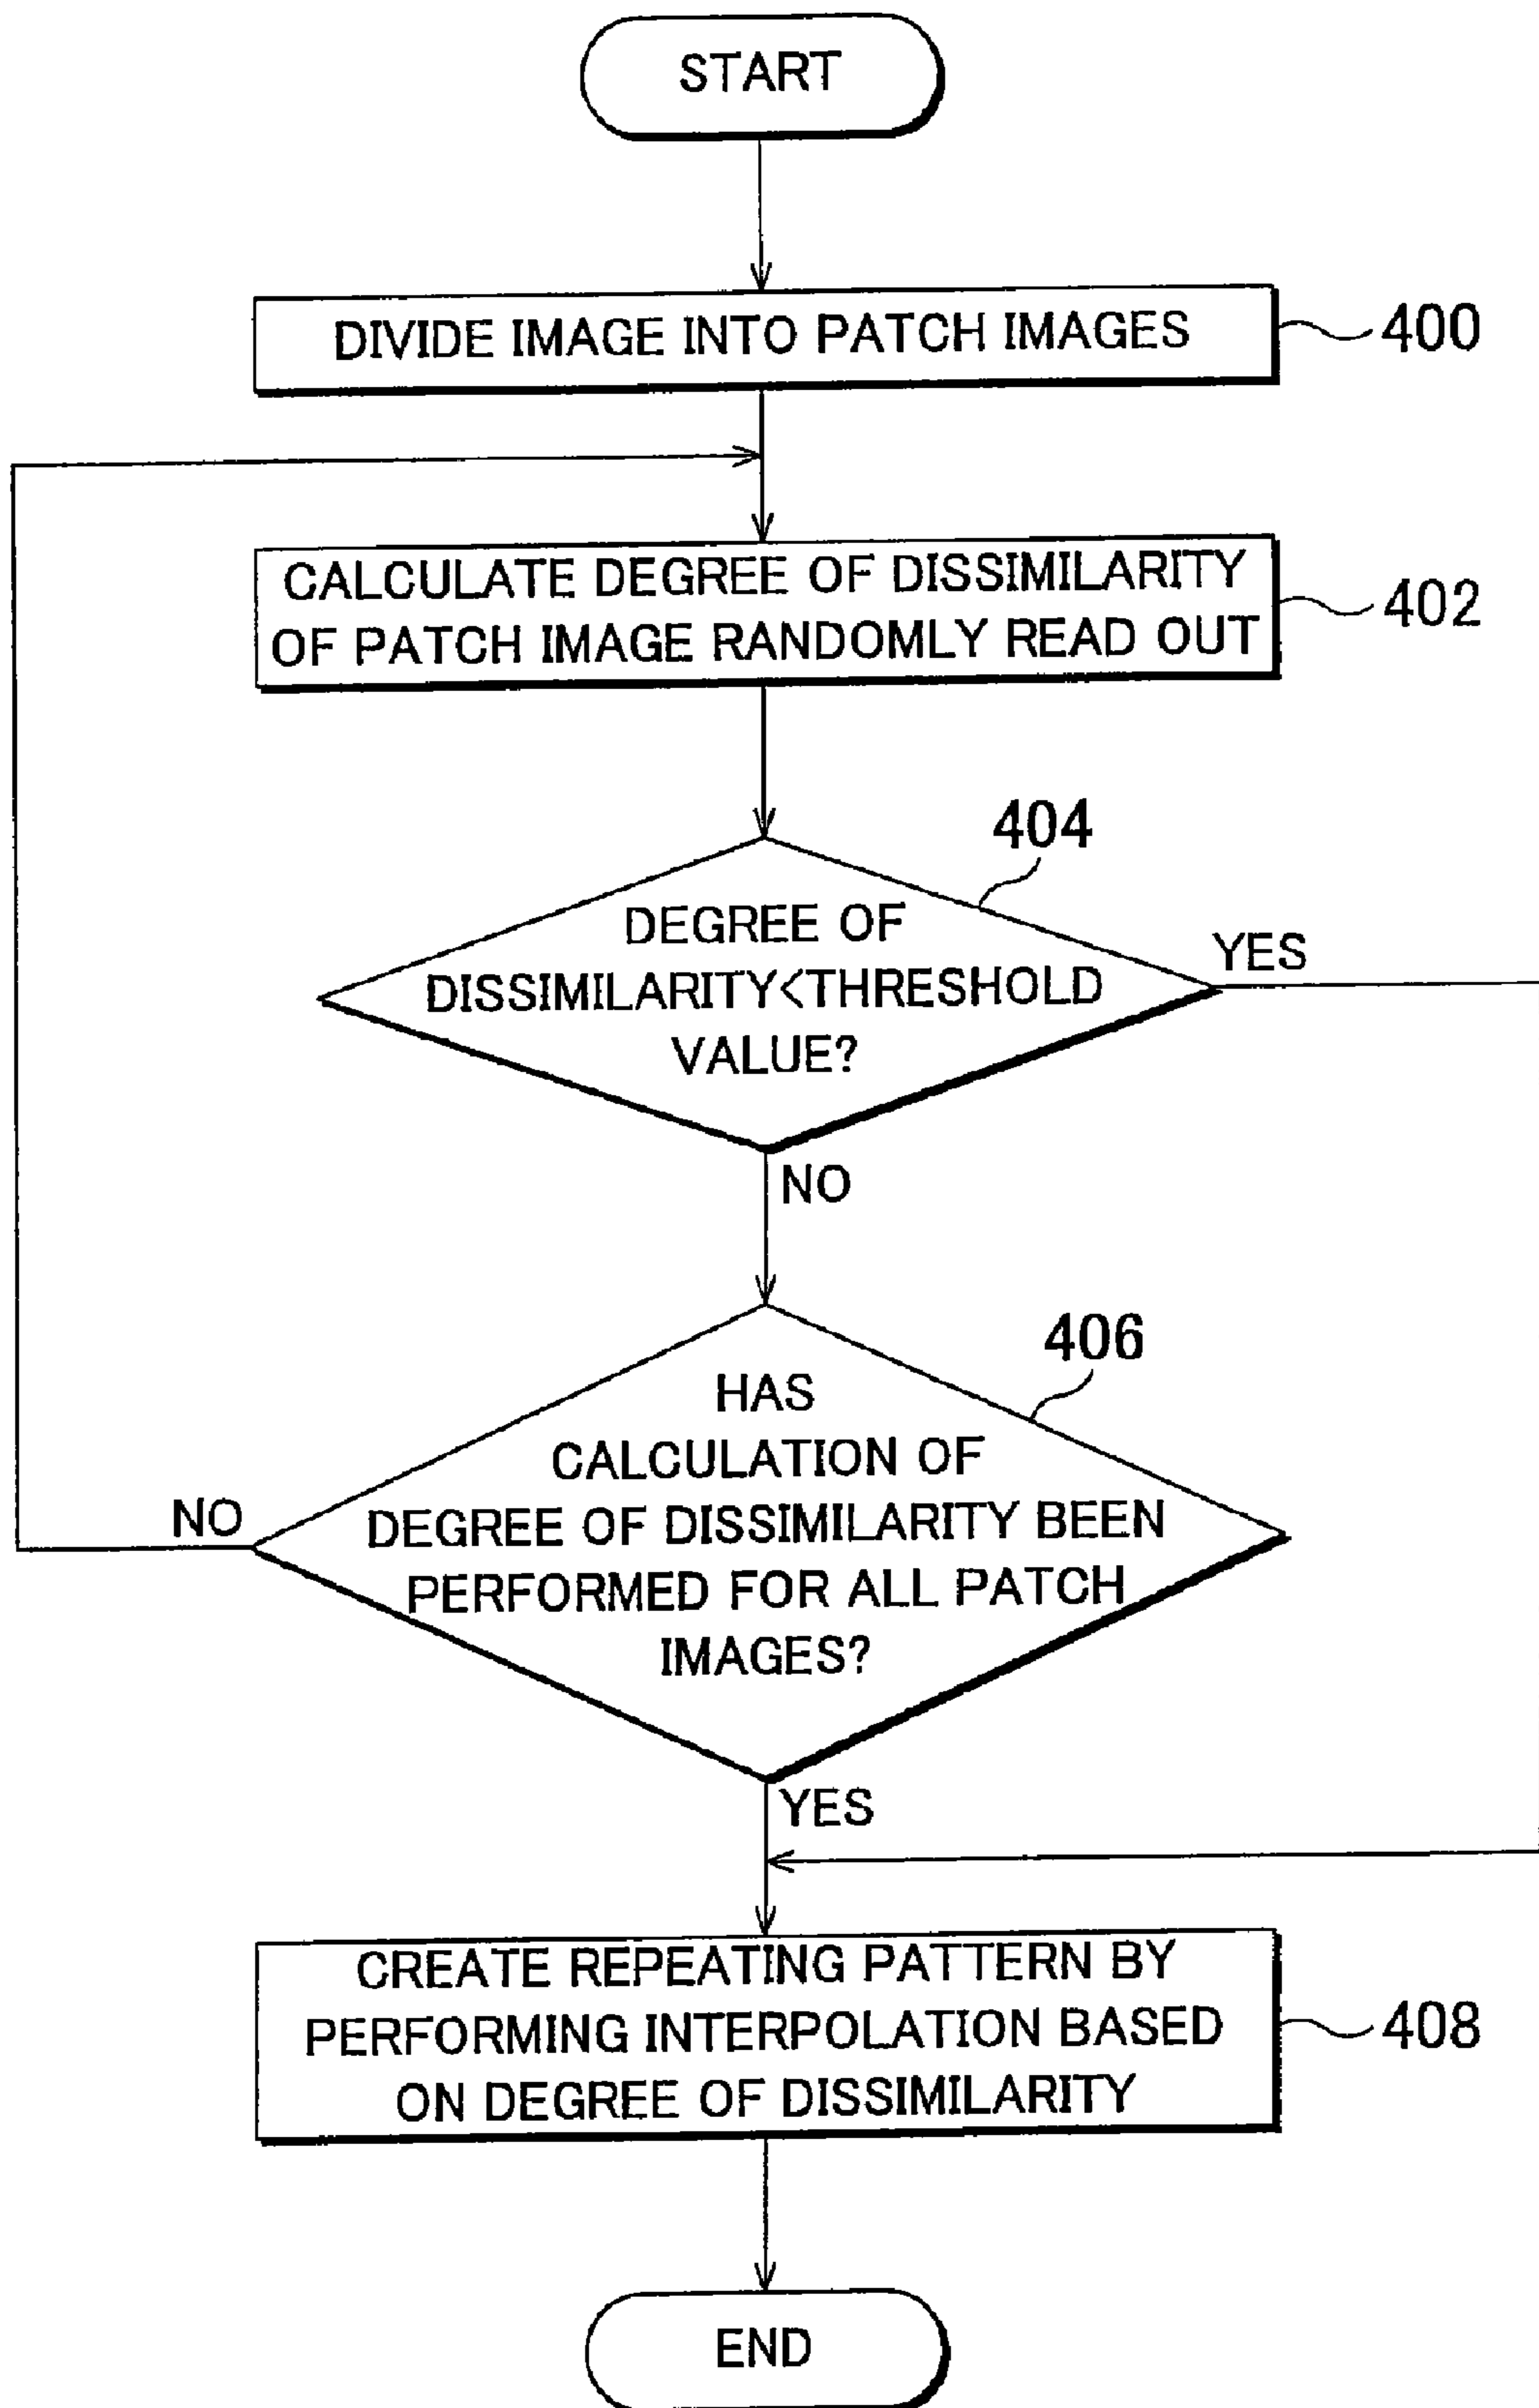 START
DIVIDE IMAGE INTO PATCH IMAGES
400
CALCULATE DEGREE OF DISSIMILARITY
OF PATCH IMAGE RANDOMLY READ OUT
402
404
DEGREE OF
DISSIMILARITY<THRESHOLD
VALUE?
YES
NO
406
HAS
CALCULATION OF
DEGREE OF DISSIMILARITY BEEN
PERFORMED FOR ALL PATCH
IMAGES?
NO
YES
CREATE REPEATING PATTERN BY
PERFORMING INTERPOLATION BASED
ON DEGREE OF DISSIMILARITY
408
END